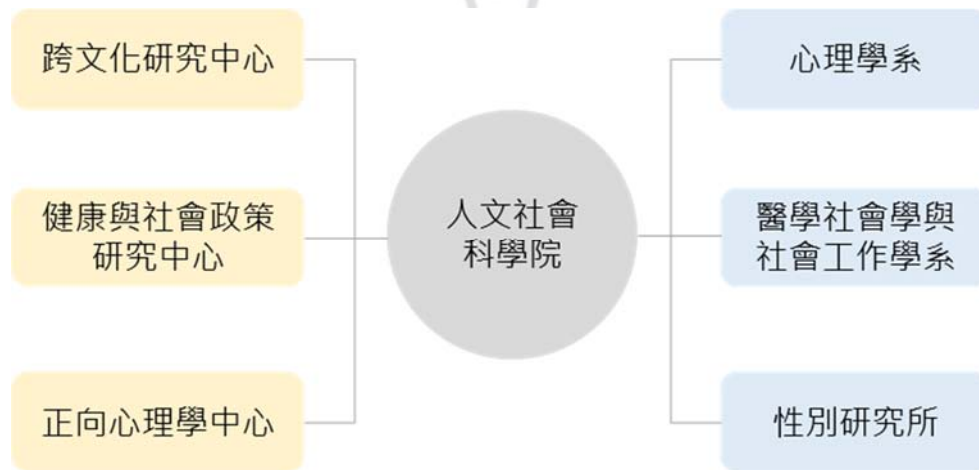 跨文化研究中心
健康與社會政策
研究中心
正向心理學中心
人文社會
科學院
心理學系
醫學社會學與
社會工作學系
性別研究所